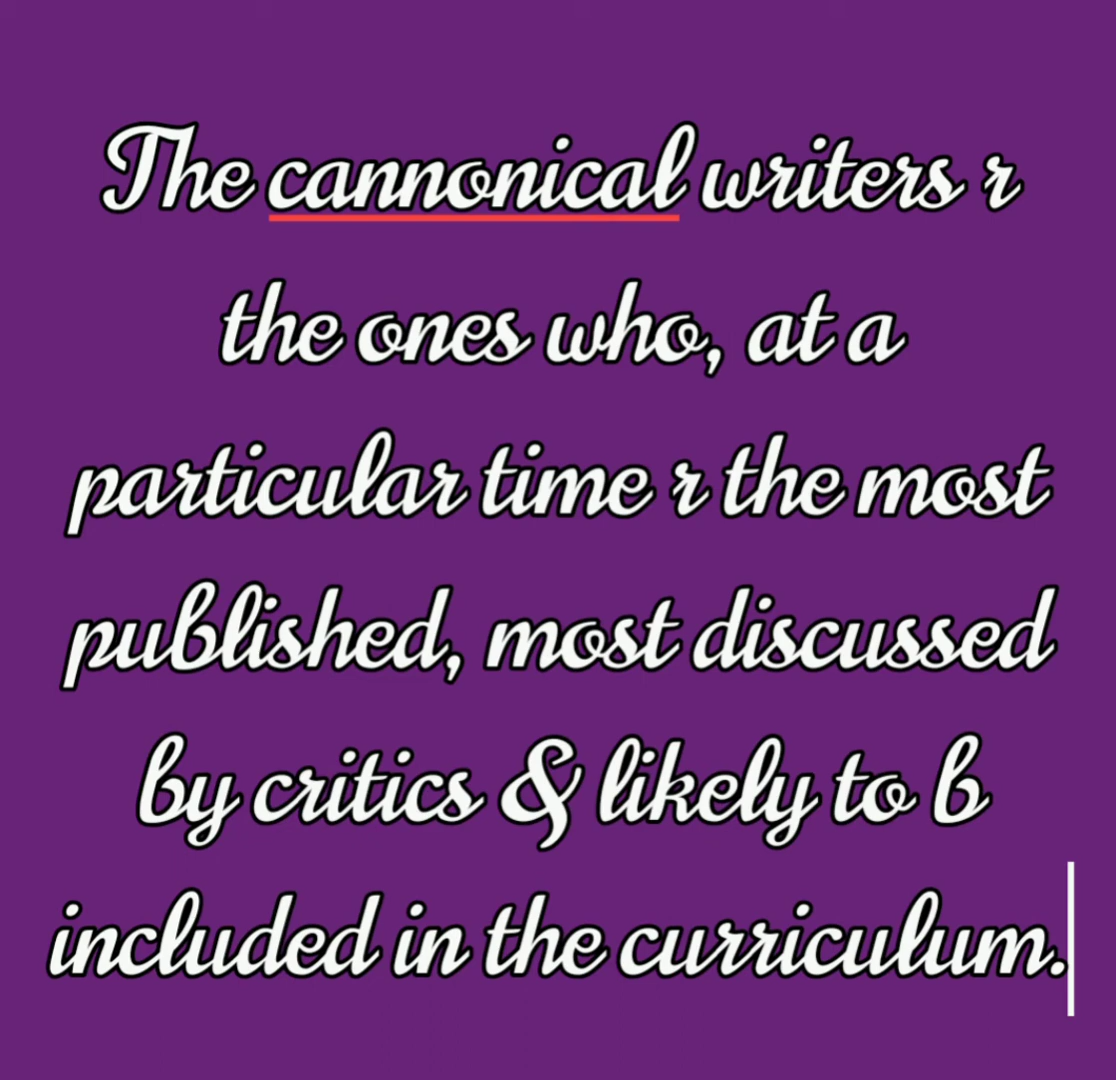 The cannonical writers r
the ones who, at a
particular time r the most
published, most discussed
by critics & likely to b
included in the curriculum.